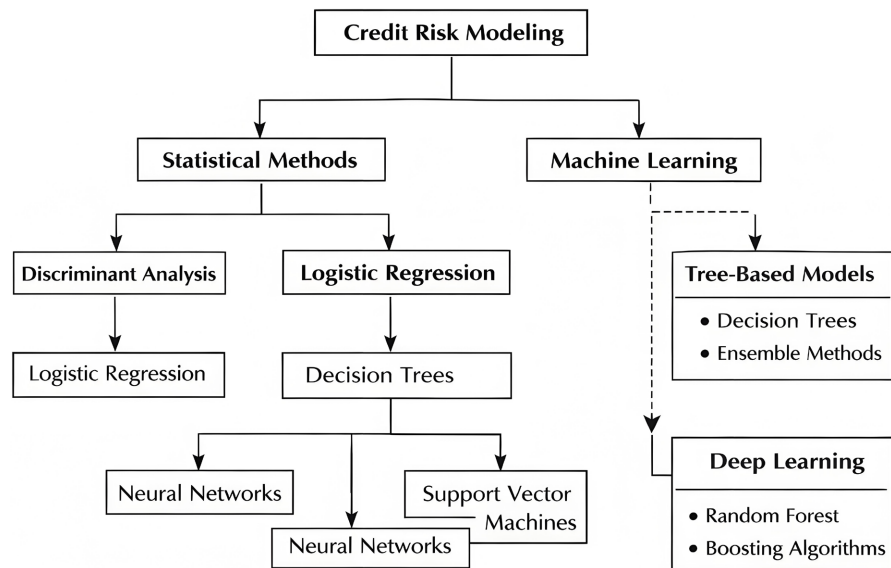 Credit Risk Modeling
Statistical Methods
Machine Learning
Discriminant Analysis
Logistic Regression
Tree-Based Models
• Decision Trees
• Ensemble Methods
Logistic Regression
Decision Trees
Neural Networks
Support Vector
Machines
Neural Networks
Deep Learning
• Random Forest
• Boosting Algorithms